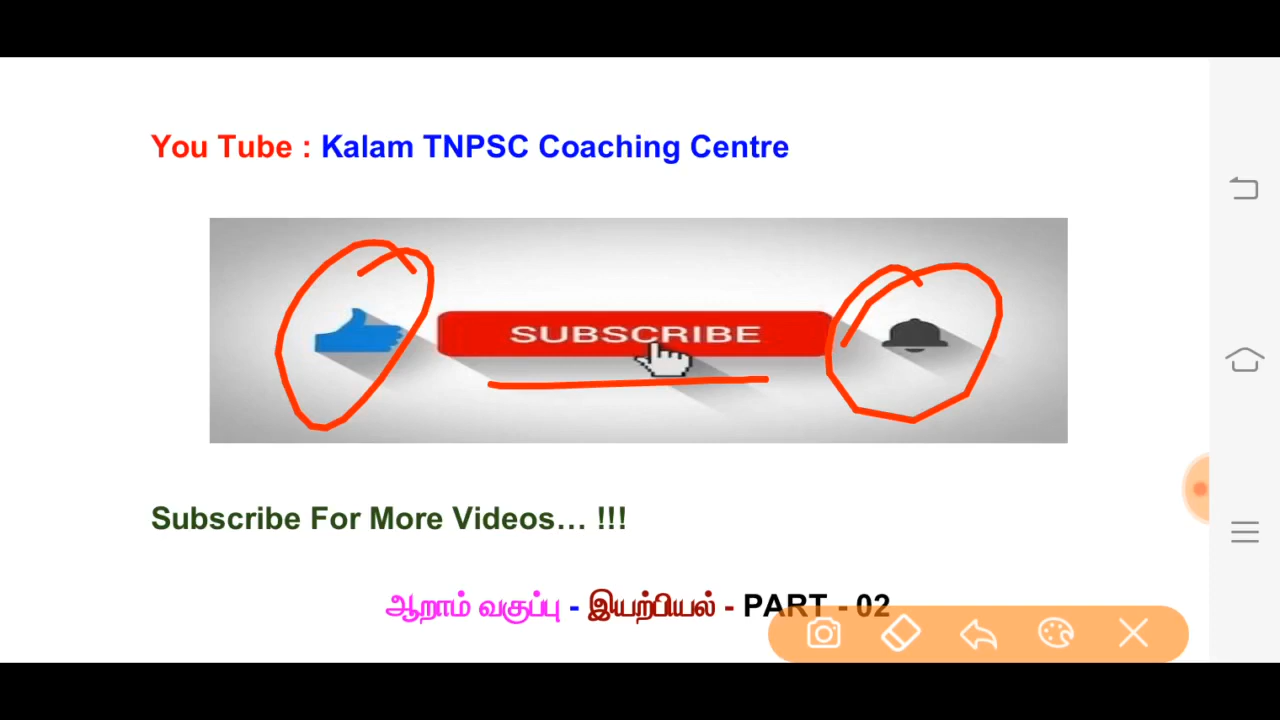 You Tube : Kalam TNPSC Coaching Centre
SUBSCRIBE
Subscribe For More Videos... !!!
ஆறாம் வகுப்பு - இயற்பியல் - PART - 02